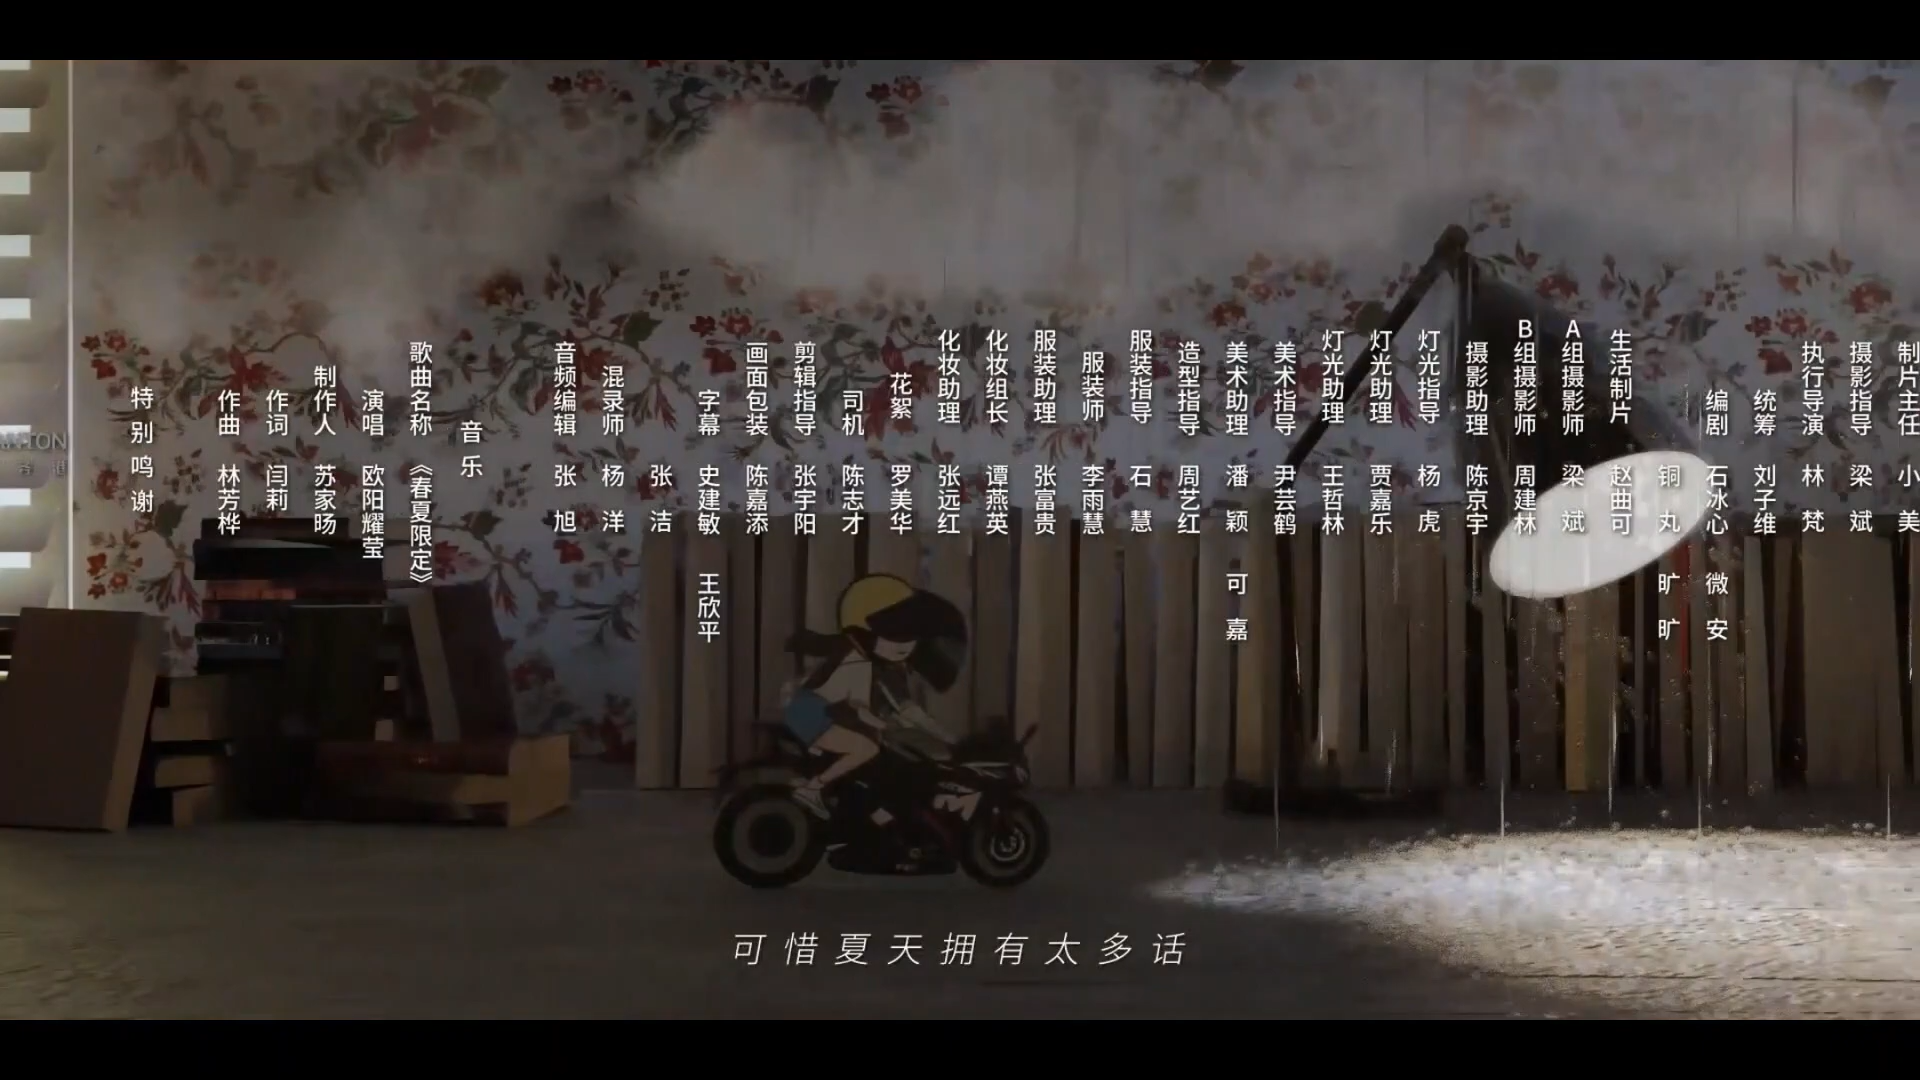 制片主任 小美
摄影指导 梁斌
执行导演 林梵
统筹 刘子维
编剧 石冰心 微安
铜丸 旷旷
生活制片 赵曲可
A组摄影师 梁斌
B组摄影师 周建林
摄影助理 陈京宇
灯光指导 杨虎
灯光助理 贾嘉乐
灯光助理 王哲林
美术指导 尹芸鹤
美术助理 潘颖 可嘉
造型指导 周艺红
服装指导 石慧
服装师 李雨慧
服装助理 张富贵
化妆组长 谭燕英
化妆助理 张远红
花絮 罗美华
司机 陈志才
剪辑指导 张宇阳
画面包装 陈嘉添
字幕 史建敏 王欣平
张洁
混录师 杨洋
音频编辑 张旭
音乐
歌曲名称 《春夏限定》
演唱 欧阳耀莹
制作人 苏家旸
作词 闫莉
作曲 林芳桦
特别鸣谢
可惜夏天拥有太多话